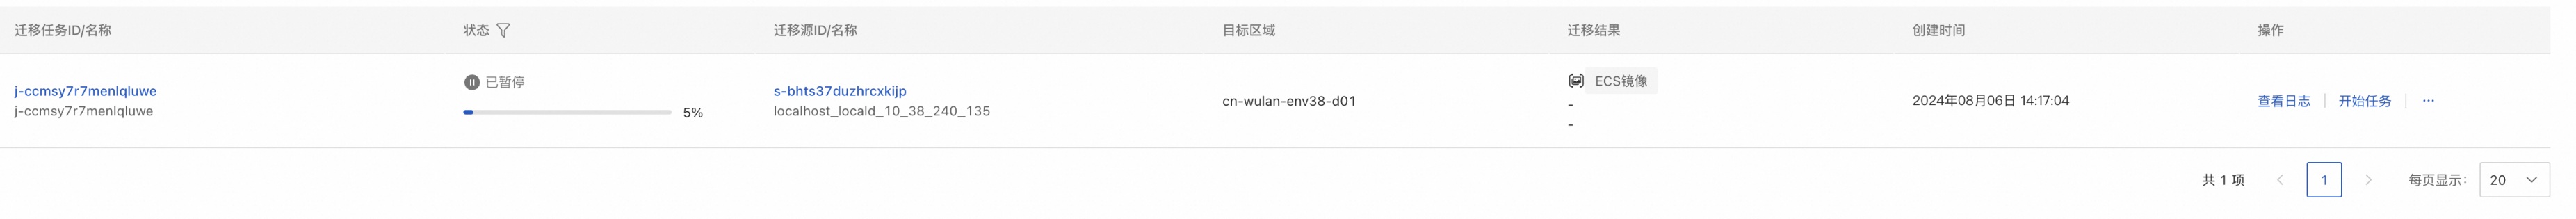 迁移任务ID/名称 状态 迁移源ID/名称 目标区域 迁移结果 创建时间 操作
j-ccmsy7r7menlqluwe
j-ccmsy7r7menlqluwe
已暂停
5%
s-bhts37duzhrcxkijp
localhost_locald_10_38_240_135
cn-wulan-env38-d01
ECS镜像
-
-
2024年08月06日 14:17:04
查看日志 开始任务 ···
共 1 项 < 1 > 每页显示： 20